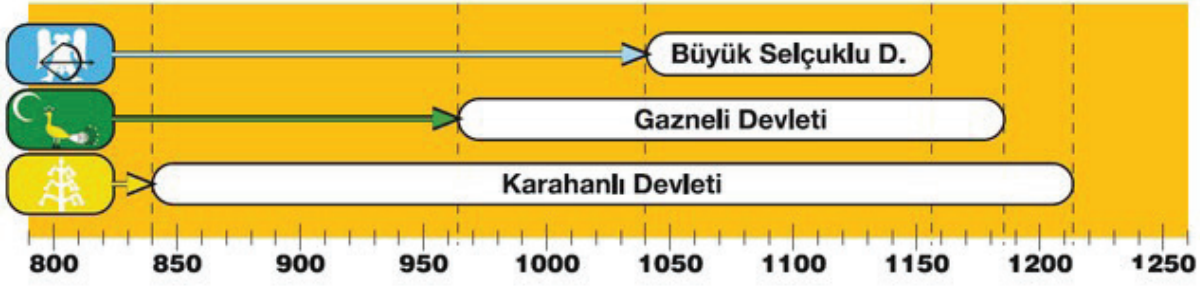 Büyük Selçuklu D.
Gazneli Devleti
Karahanlı Devleti
800 850 900 950 1000 1050 1100 1150 1200 1250